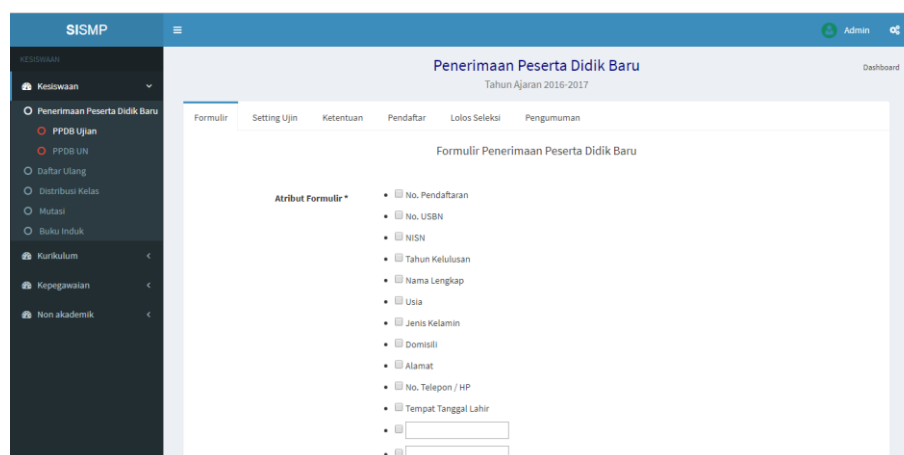 SISMP
Admin
KESISWAAN
Kesiswaan
Penerimaan Peserta Didik Baru
PPDB Ujian
PPDB UN
Daftar Ulang
Distribusi Kelas
Mutasi
Buku Induk
Kurikulum
Kepegawaian
Non akademik
Penerimaan Peserta Didik Baru
Tahun Ajaran 2016-2017
Dashboard
Formulir Setting Ujin Ketentuan Pendaftar Lolos Seleksi Pengumuman
Formulir Penerimaan Peserta Didik Baru
Atribut Formulir *
No. Pendaftaran
No. USBN
NISN
Tahun Kelulusan
Nama Lengkap
Usia
Jenis Kelamin
Domisili
Alamat
No. Telepon / HP
Tempat Tanggal Lahir